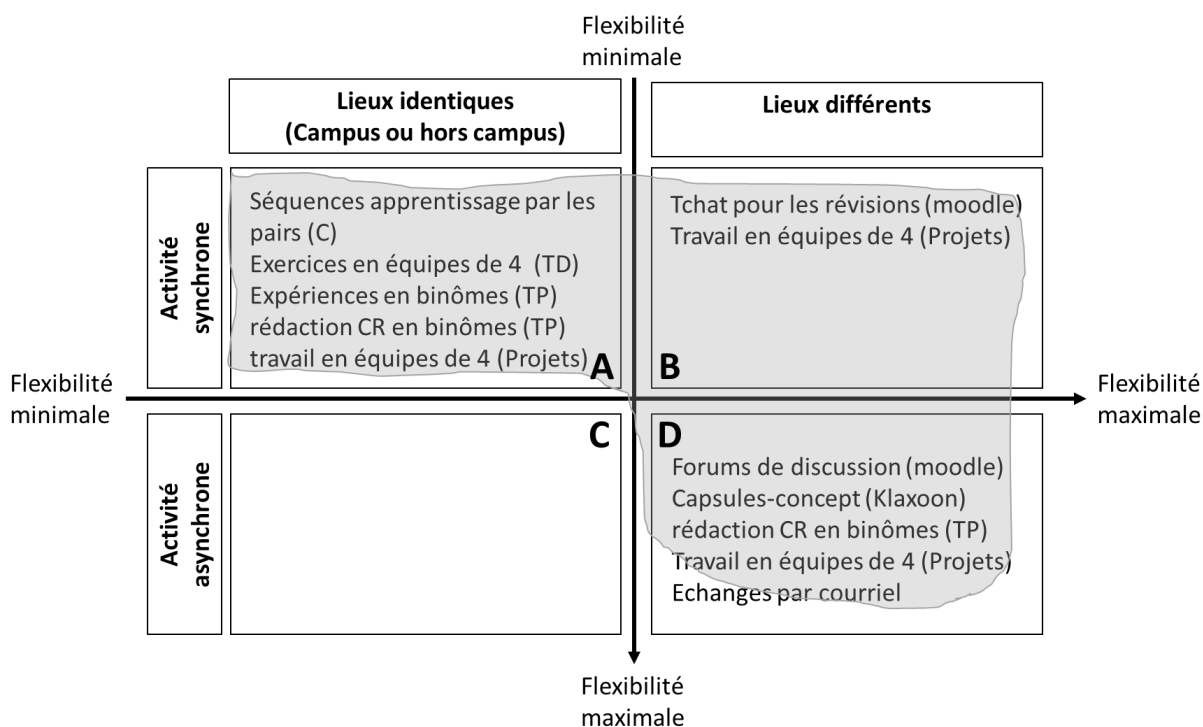 Flexibilité
minimale
Lieux identiques
(Campus ou hors campus)
Lieux différents
Activité
synchrone
Séquences apprentissage par les
pairs (C)
Exercices en équipes de 4 (TD)
Expériences en binômes (TP)
rédaction CR en binômes (TP)
travail en équipes de 4 (Projets)
A
Tchat pour les révisions (moodle)
Travail en équipes de 4 (Projets)
B
Flexibilité
minimale
Flexibilité
maximale
Activité
asynchrone
C
D
Forums de discussion (moodle)
Capsules-concept (Klaxoon)
rédaction CR en binômes (TP)
Travail en équipes de 4 (Projets)
Echanges par courriel
Flexibilité
maximale